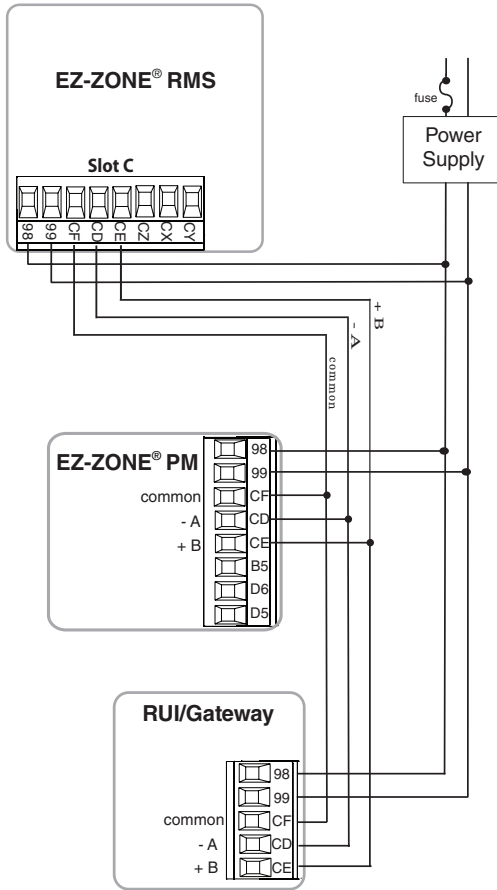 EZ-ZONE® RMS
Slot C
98
99
CF
CD
CE
CZ
CX
CY
fuse
Power
Supply
+ B
- A
common
EZ-ZONE® PM
98
99
common CF
- A CD
+ B CE
B5
D6
D5
RUI/Gateway
98
99
common CF
- A CD
+ B CE